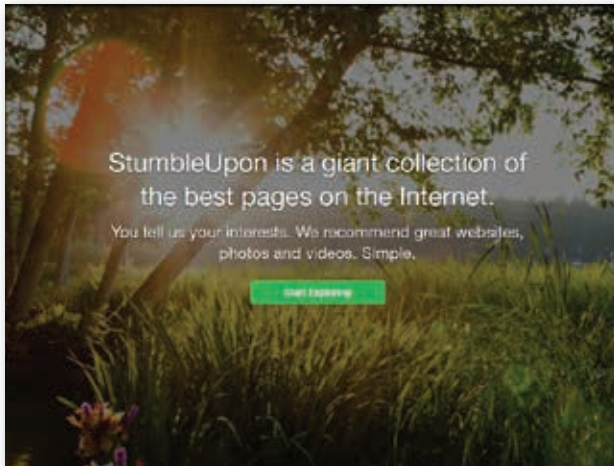 StumbleUpon is a giant collection of
the best pages on the Internet.
You tell us your interests. We recommend great websites,
photos and videos. Simple.
Start Exploring